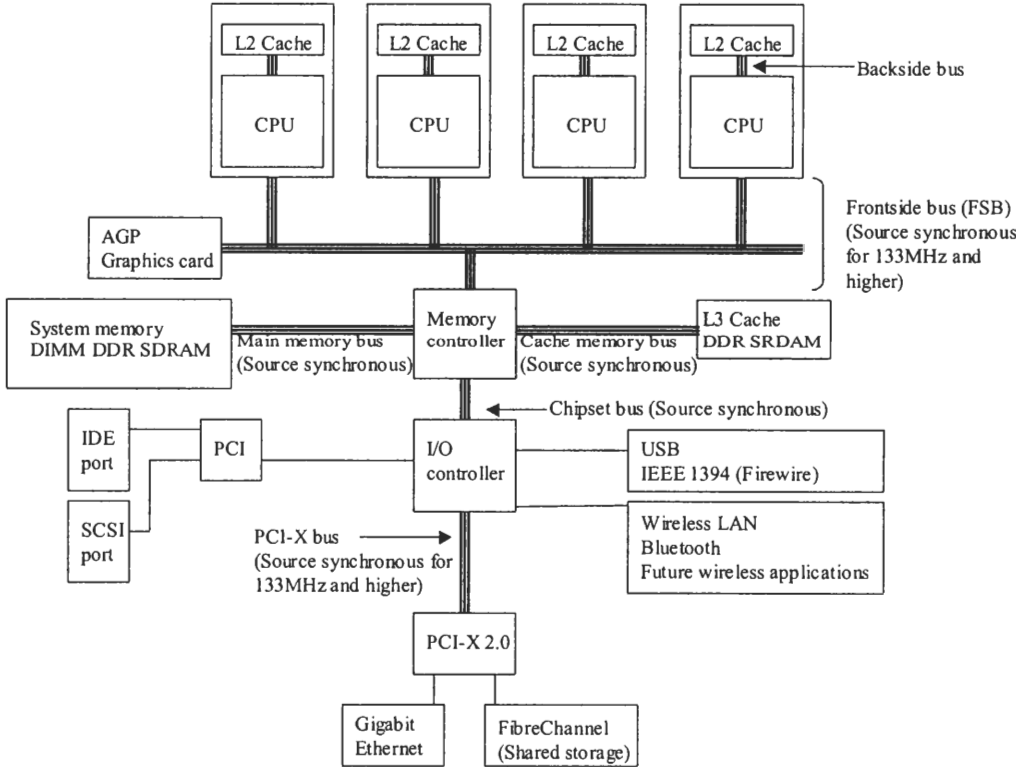 L2 Cache
L2 Cache
L2 Cache
L2 Cache
Backside bus
CPU
CPU
CPU
CPU
Frontside bus (FSB)
(Source synchronous
for 133MHz and
higher)
AGP
Graphics card
Memory
controller
System memory
DIMM DDR SDRAM
Main memory bus
(Source synchronous)
Cache memory bus
(Source synchronous)
L3 Cache
DDR SRDAM
Chipset bus (Source synchronous)
IDE
port
PCI
I/O
controller
USB
IEEE 1394 (Firewire)
SCSI
port
PCI-X bus
(Source synchronous for
133MHz and higher)
Wireless LAN
Bluetooth
Future wireless applications
PCI-X 2.0
Gigabit
Ethernet
FibreChannel
(Shared storage)